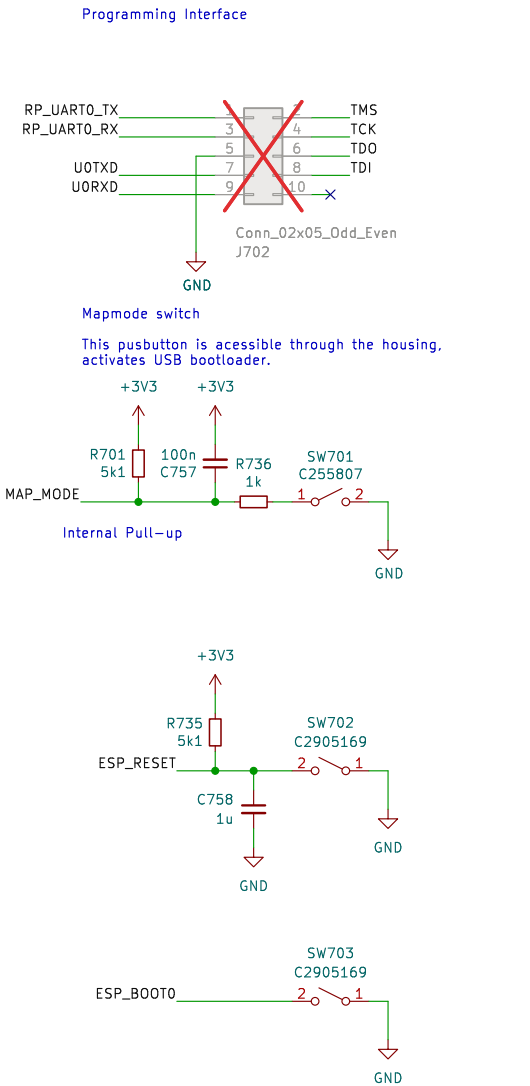 Programming Interface
RP_UART0_TX 1 2 TMS
RP_UART0_RX 3 4 TCK
5 6 TDO
U0TXD 7 8 TDI
U0RXD 9 10
Conn_02x05_Odd_Even
J702
GND
Mapmode switch
This pusbutton is acessible through the housing,
activates USB bootloader.
+3V3 +3V3
R701 5k1
100n C757
R736 1k
SW701
C255807
MAP_MODE 1 2
Internal Pull-up
GND
+3V3
R735
5k1
SW702
C2905169
ESP_RESET 2 1
C758
1u
GND
GND
SW703
C2905169
ESP_BOOT0 2 1
GND